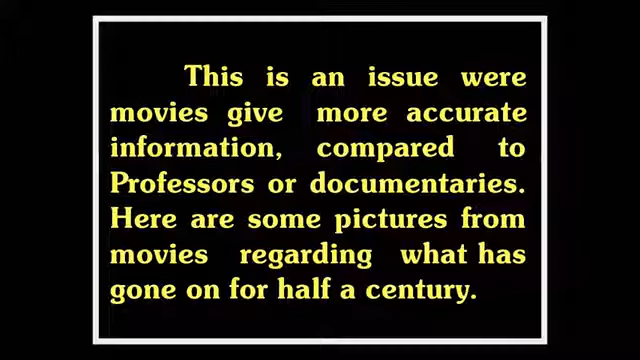 This is an issue were
movies give more accurate
information, compared to
Professors or documentaries.
Here are some pictures from
movies regarding what has
gone on for half a century.